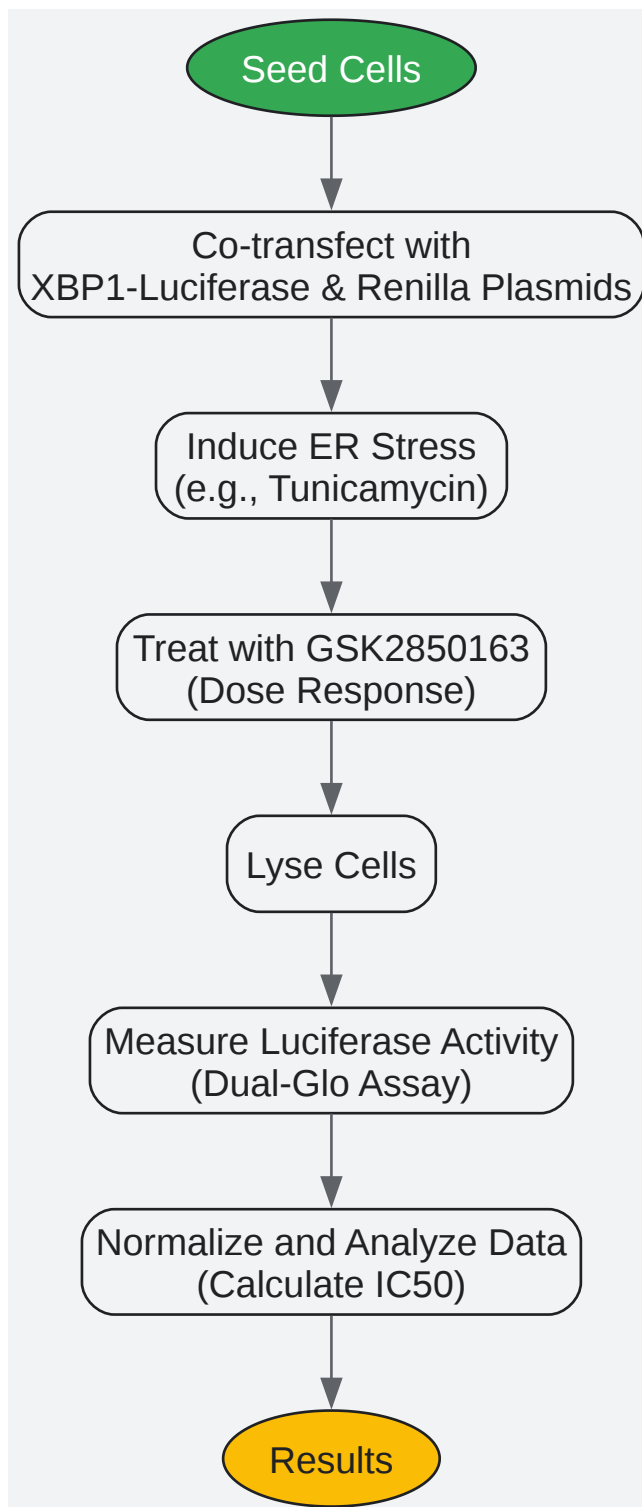 Seed Cells
Co-transfect with
XBP1-Luciferase & Renilla Plasmids
Induce ER Stress
(e.g., Tunicamycin)
Treat with GSK2850163
(Dose Response)
Lyse Cells
Measure Luciferase Activity
(Dual-Glo Assay)
Normalize and Analyze Data
(Calculate IC50)
Results